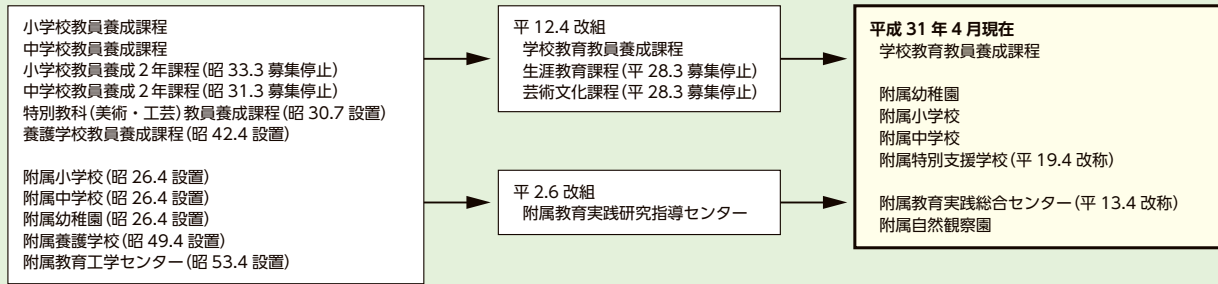 小学校教員養成課程
中学校教員養成課程
小学校教員養成2年課程(昭 33.3 募集停止)
中学校教員養成2年課程(昭 31.3 募集停止)
特別教科(美術・工芸)教員養成課程(昭 30.7 設置)
養護学校教員養成課程(昭 42.4 設置)
附属小学校(昭 26.4 設置)
附属中学校(昭 26.4 設置)
附属幼稚園(昭 26.4 設置)
附属養護学校(昭 49.4 設置)
附属教育工学センター(昭 53.4 設置)
平 12.4 改組
学校教育教員養成課程
生涯教育課程(平 28.3 募集停止)
芸術文化課程(平 28.3 募集停止)
平 2.6 改組
附属教育実践研究指導センター
平成 31 年 4 月現在
学校教育教員養成課程
附属幼稚園
附属小学校
附属中学校
附属特別支援学校(平 19.4 改称)
附属教育実践総合センター(平 13.4 改称)
附属自然観察園